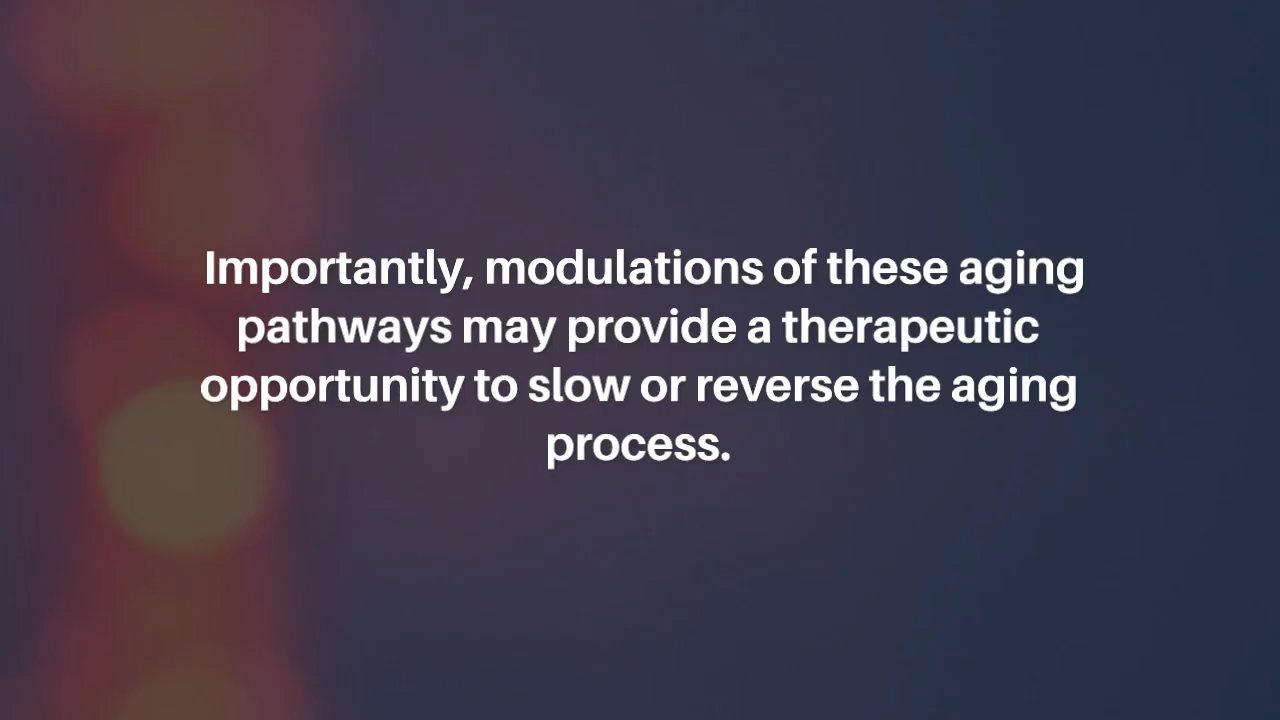 Importantly, modulations of these aging
pathways may provide a therapeutic
opportunity to slow or reverse the aging
process.